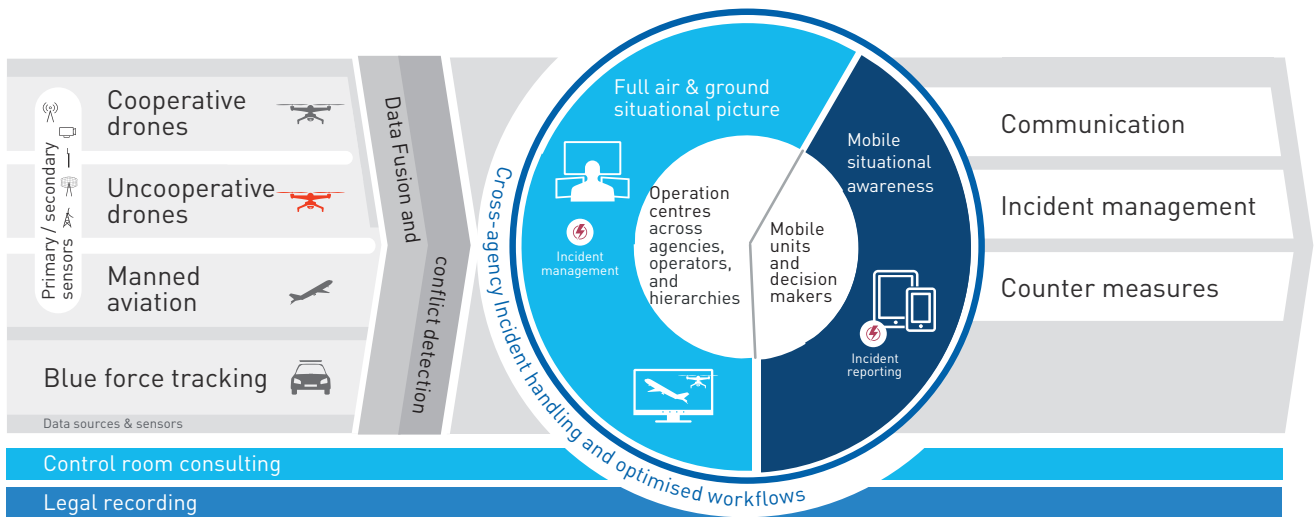 Primary / secondary
sensors
Cooperative
drones
Uncooperative
drones
Manned
aviation
Blue force tracking
Data sources & sensors
Data Fusion and
conflict detection
Cross-agency Incident handling and optimised workflows
Full air & ground
situational picture
Incident
management
Operation
centres
across
agencies,
operators,
and
hierarchies
Mobile
units
and
decision
makers
Mobile
situational
awareness
Incident
reporting
Communication
Incident management
Counter measures
Control room consulting
Legal recording